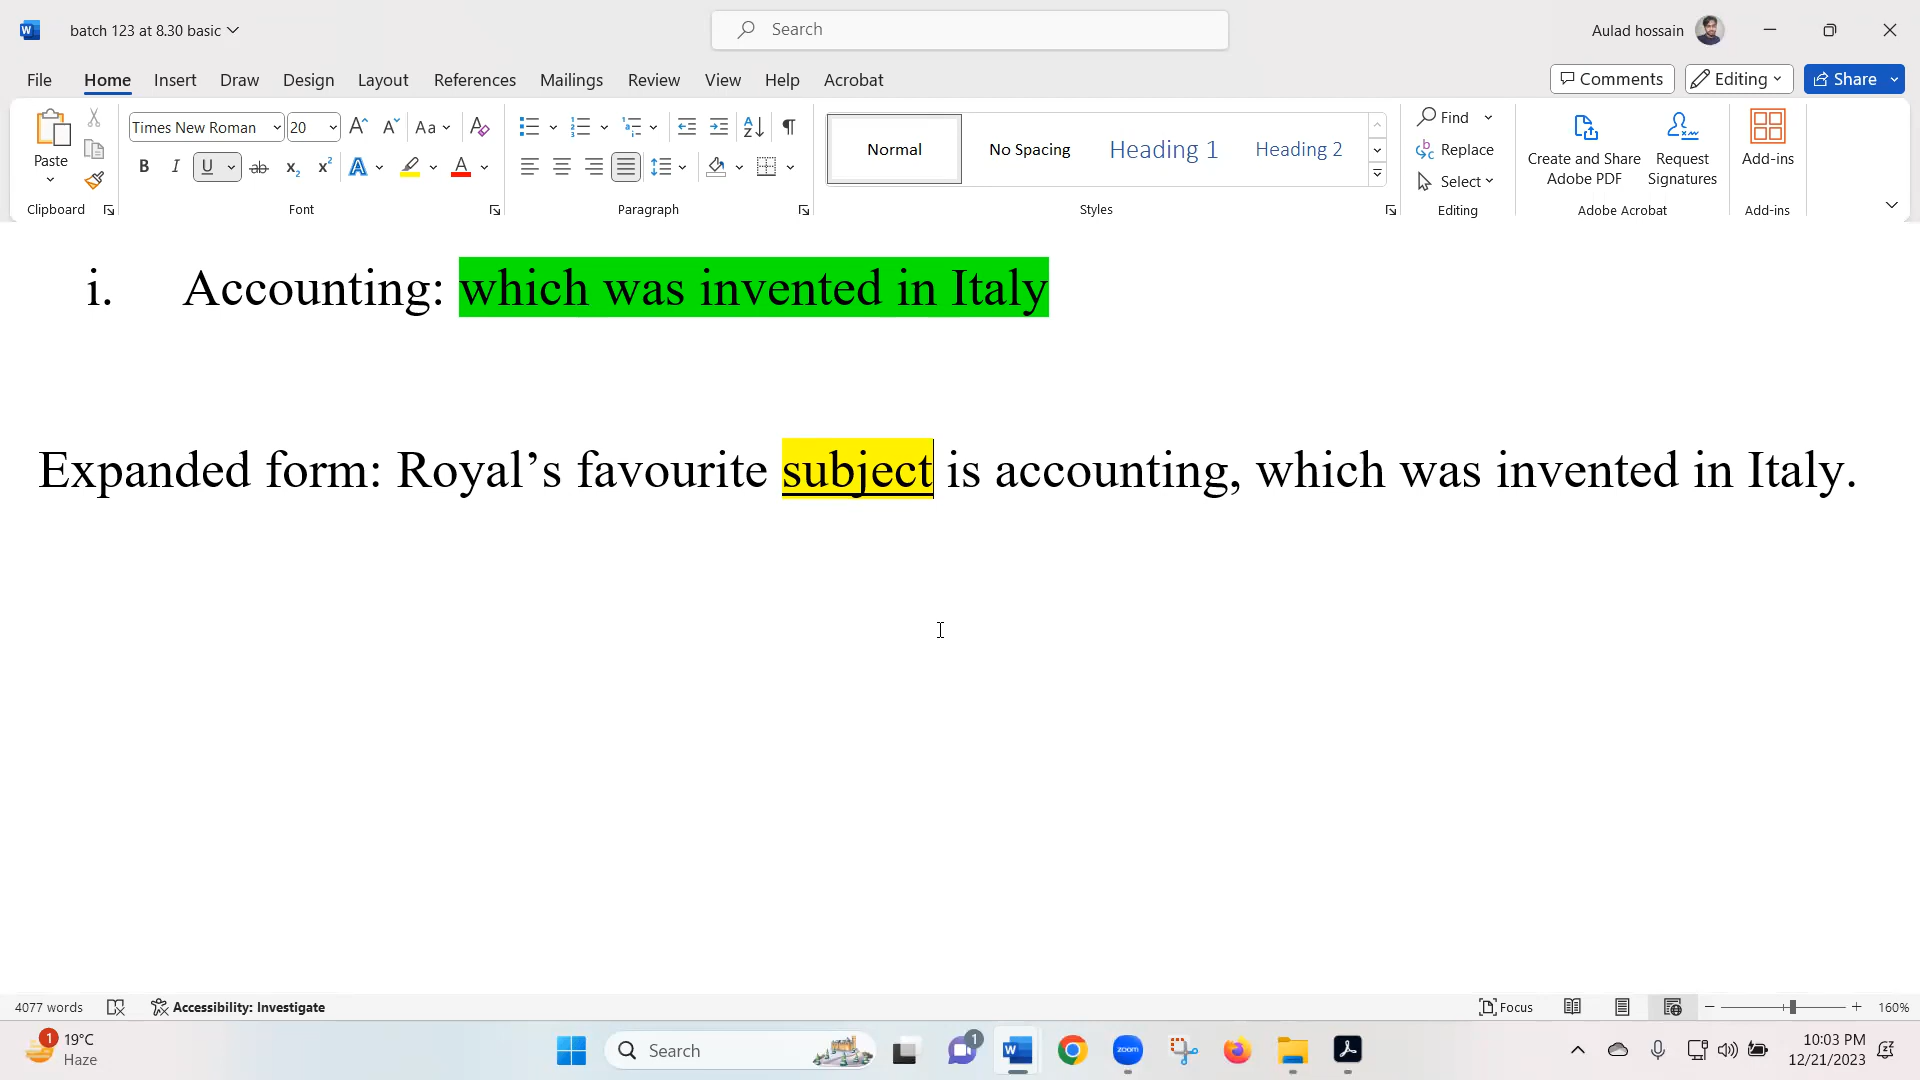 batch 123 at 8.30 basic
Search
Aulad hossain
File Home Insert Draw Design Layout References Mailings Review View Help Acrobat
Comments Editing Share
Paste
Clipboard
Times New Roman 20
Font
Paragraph
Normal No Spacing Heading 1 Heading 2
Styles
Find
Replace
Select
Editing
Create and Share Adobe PDF
Request Signatures
Adobe Acrobat
Add-ins
Add-ins
i. Accounting: which was invented in Italy
Expanded form: Royal’s favourite subject is accounting, which was invented in Italy.
4077 words
Accessibility: Investigate
Focus
160%
1
19°C
Haze
Search
1
zoom
10:03 PM
12/21/2023